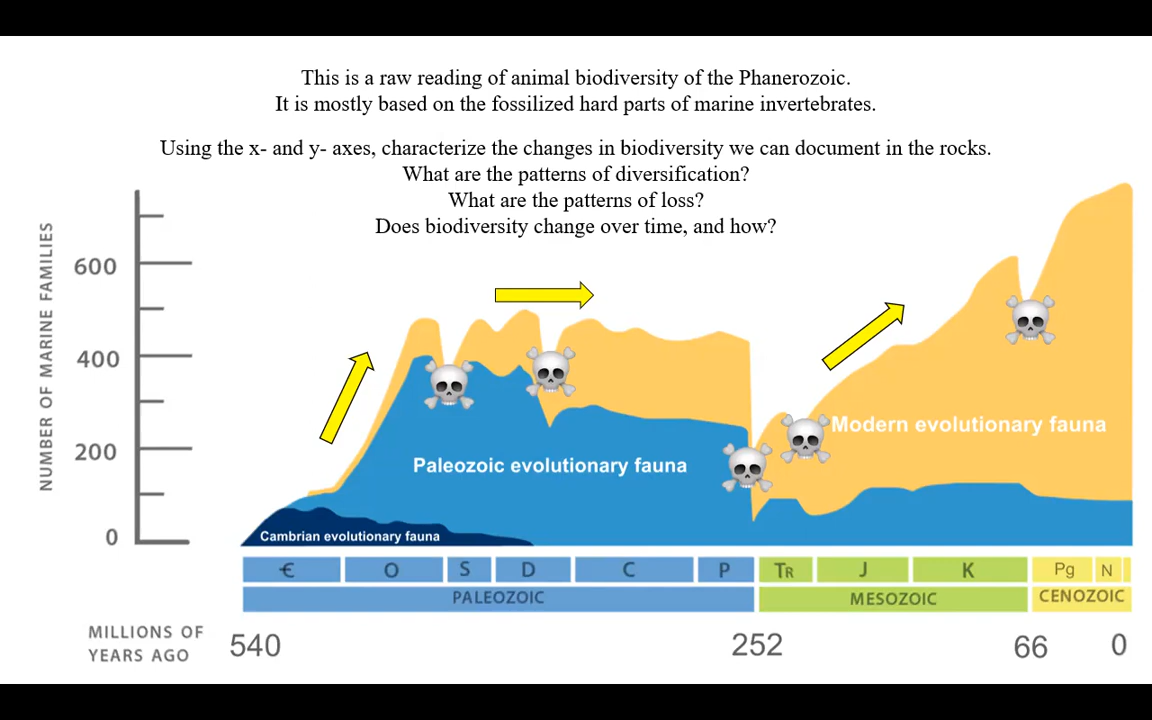 This is a raw reading of animal biodiversity of the Phanerozoic.
It is mostly based on the fossilized hard parts of marine invertebrates.
Using the x- and y- axes, characterize the changes in biodiversity we can document in the rocks.
What are the patterns of diversification?
What are the patterns of loss?
Does biodiversity change over time, and how?
NUMBER OF MARINE FAMILIES
600
400
200
0
Modern evolutionary fauna
Paleozoic evolutionary fauna
Cambrian evolutionary fauna
€ O S D C P TR J K Pg N
PALEOZOIC MESOZOIC CENOZOIC
MILLIONS OF
YEARS AGO
540 252 66 0